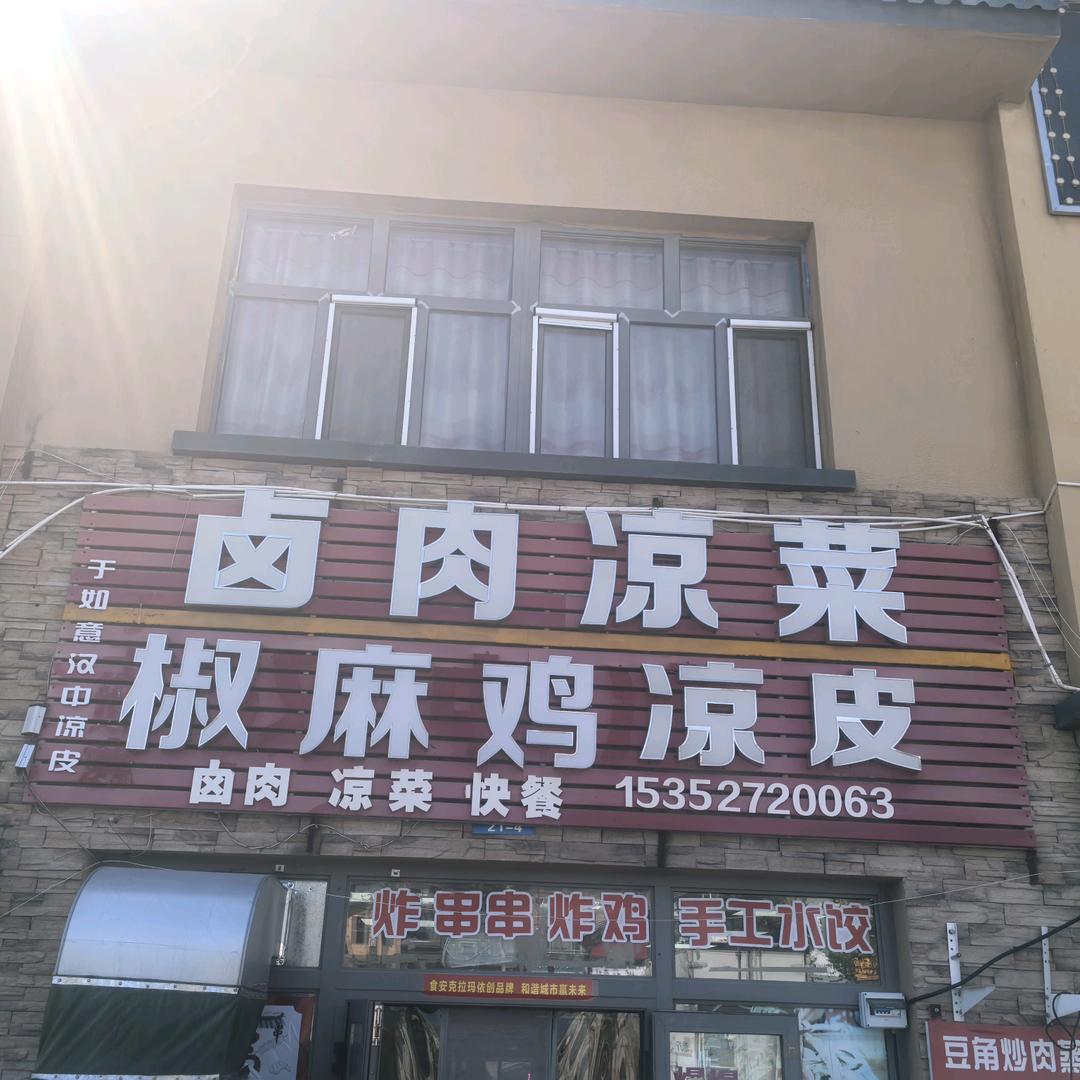 卤肉凉菜
椒麻鸡凉皮
于如意汉中凉皮
卤肉 凉菜 快餐 15352720063
21-4
炸串串 炸鸡 手工水饺
食安克拉玛依创品牌 和谐城市赢未来
豆角炒肉蒸